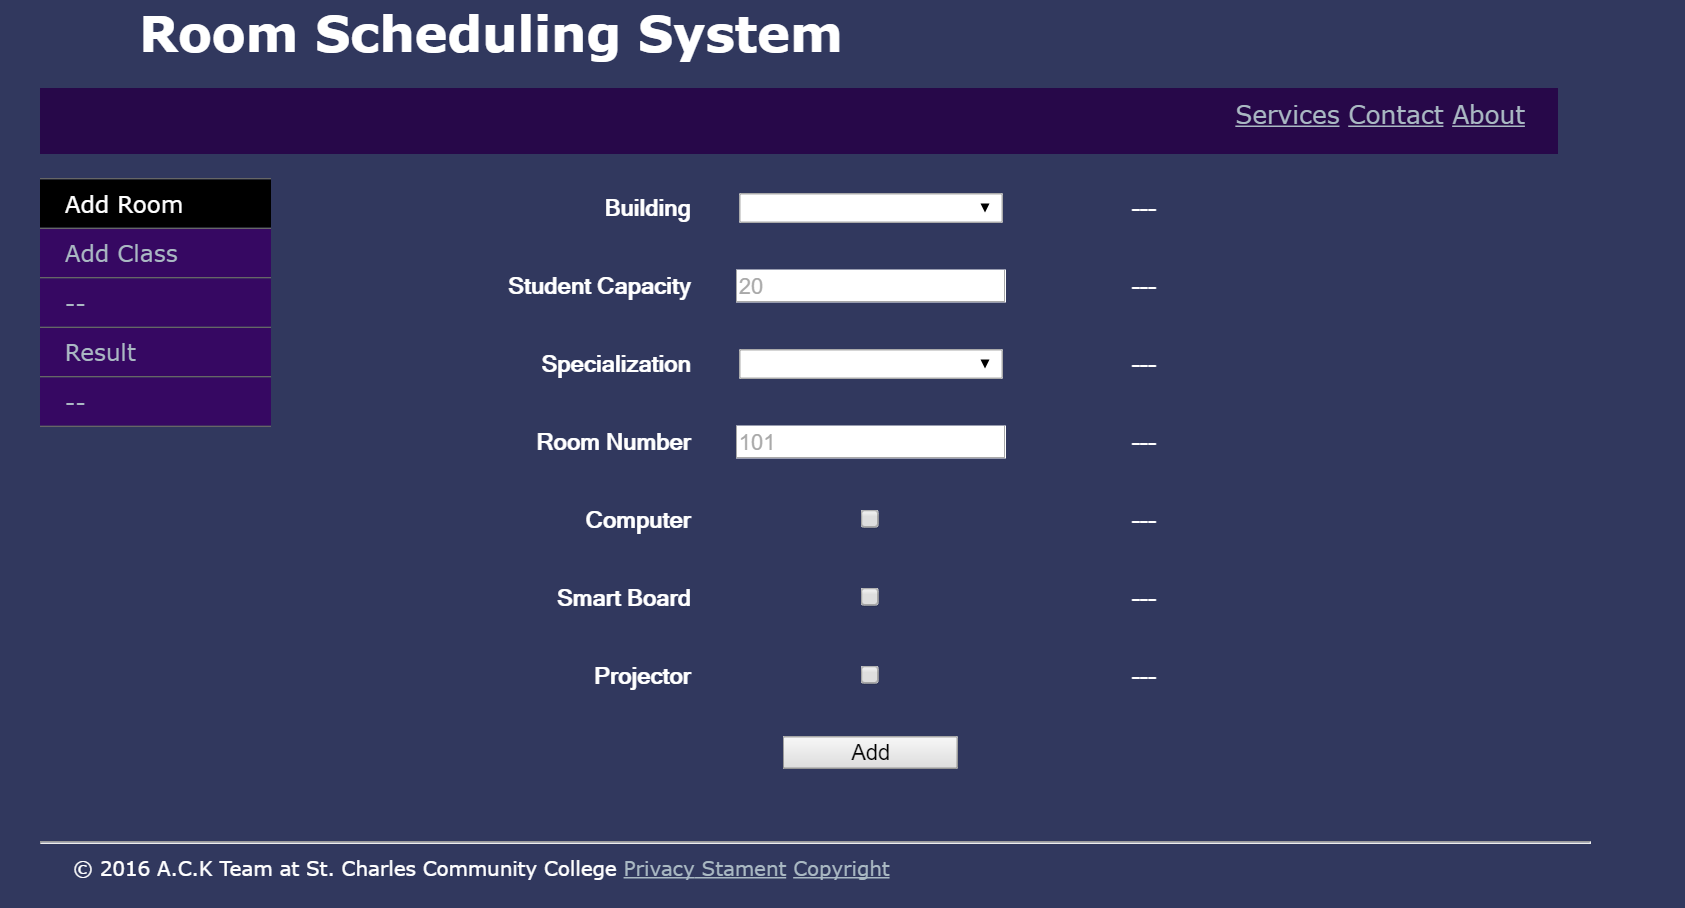 Room Scheduling System
Services Contact About
Add Room
Add Class
--
Result
--
Building ---
Student Capacity 20 ---
Specialization ---
Room Number 101 ---
Computer ---
Smart Board ---
Projector ---
Add
© 2016 A.C.K Team at St. Charles Community College Privacy Stament Copyright